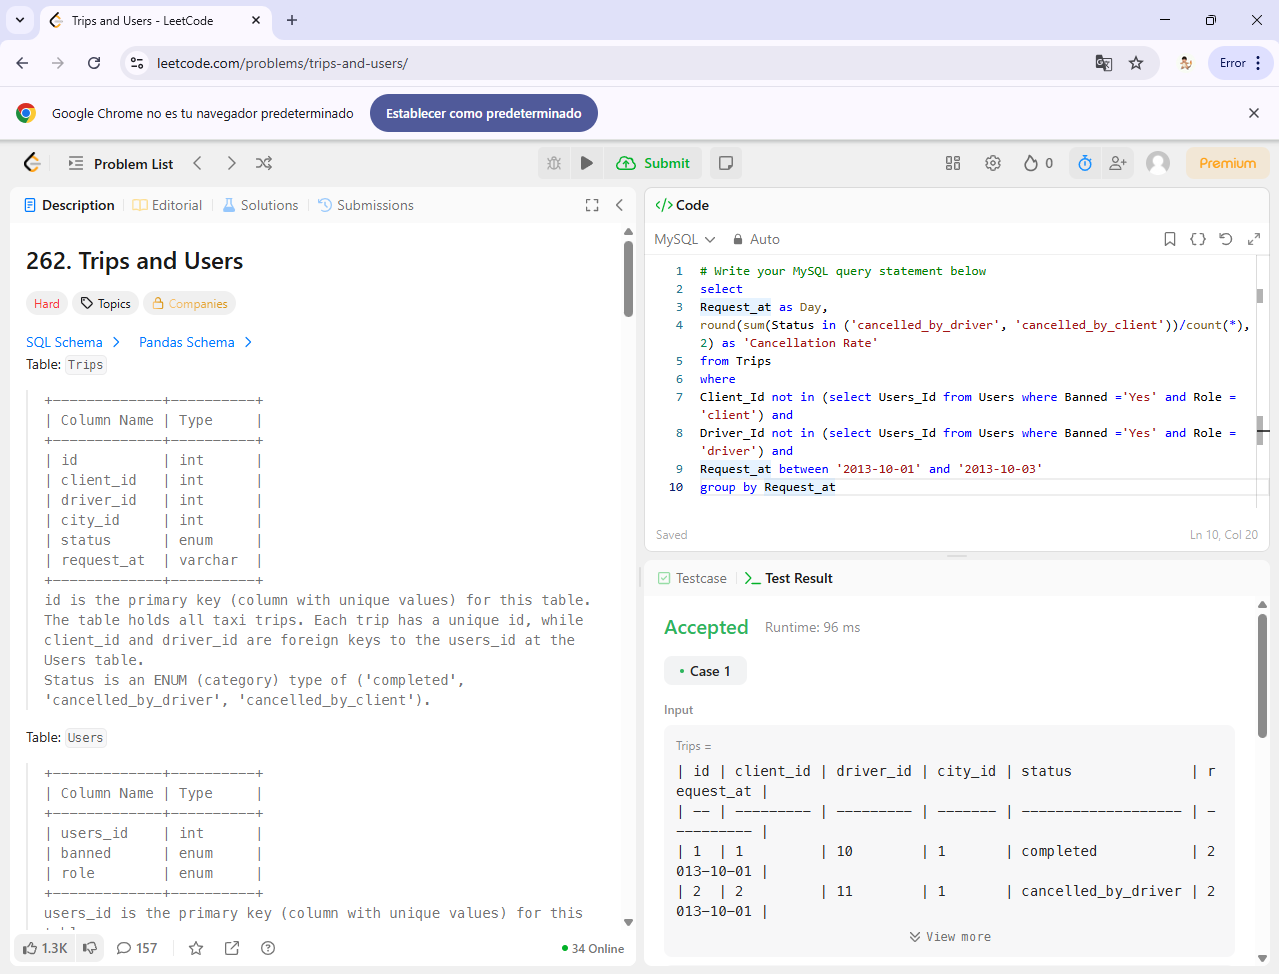 Trips and Users - LeetCode
leetcode.com/problems/trips-and-users/
Error
Google Chrome no es tu navegador predeterminado
Establecer como predeterminado
Problem List
Submit
0
Premium
Description
Editorial
Solutions
Submissions
262. Trips and Users
Hard
Topics
Companies
SQL Schema
Pandas Schema
Table: Trips
+-------------+----------+
| Column Name | Type     |
+-------------+----------+
| id          | int      |
| client_id   | int      |
| driver_id   | int      |
| city_id     | int      |
| status      | enum     |
| request_at  | varchar  |
+-------------+----------+
id is the primary key (column with unique values) for this table.
The table holds all taxi trips. Each trip has a unique id, while
client_id and driver_id are foreign keys to the users_id at the
Users table.
Status is an ENUM (category) type of ('completed',
'cancelled_by_driver', 'cancelled_by_client').
Table: Users
+-------------+----------+
| Column Name | Type     |
+-------------+----------+
| users_id    | int      |
| banned      | enum     |
| role        | enum     |
+-------------+----------+
users_id is the primary key (column with unique values) for this
1.3K
157
34 Online
Code
MySQL
Auto
1 # Write your MySQL query statement below
2 select
3 Request_at as Day,
4 round(sum(Status in ('cancelled_by_driver', 'cancelled_by_client'))/count(*),
2) as 'Cancellation Rate'
5 from Trips
6 where
7 Client_Id not in (select Users_Id from Users where Banned ='Yes' and Role =
'client') and
8 Driver_Id not in (select Users_Id from Users where Banned ='Yes' and Role =
'driver') and
9 Request_at between '2013-10-01' and '2013-10-03'
10 group by Request_at
Saved
Ln 10, Col 20
Testcase
Test Result
Accepted
Runtime: 96 ms
Case 1
Input
Trips =
| id | client_id | driver_id | city_id | status              | r
equest_at |
| -- | --------- | --------- | ------- | ------------------- | -
--------- |
| 1  | 1         | 10        | 1       | completed           | 2
013-10-01 |
| 2  | 2         | 11        | 1       | cancelled_by_driver | 2
013-10-01 |
View more